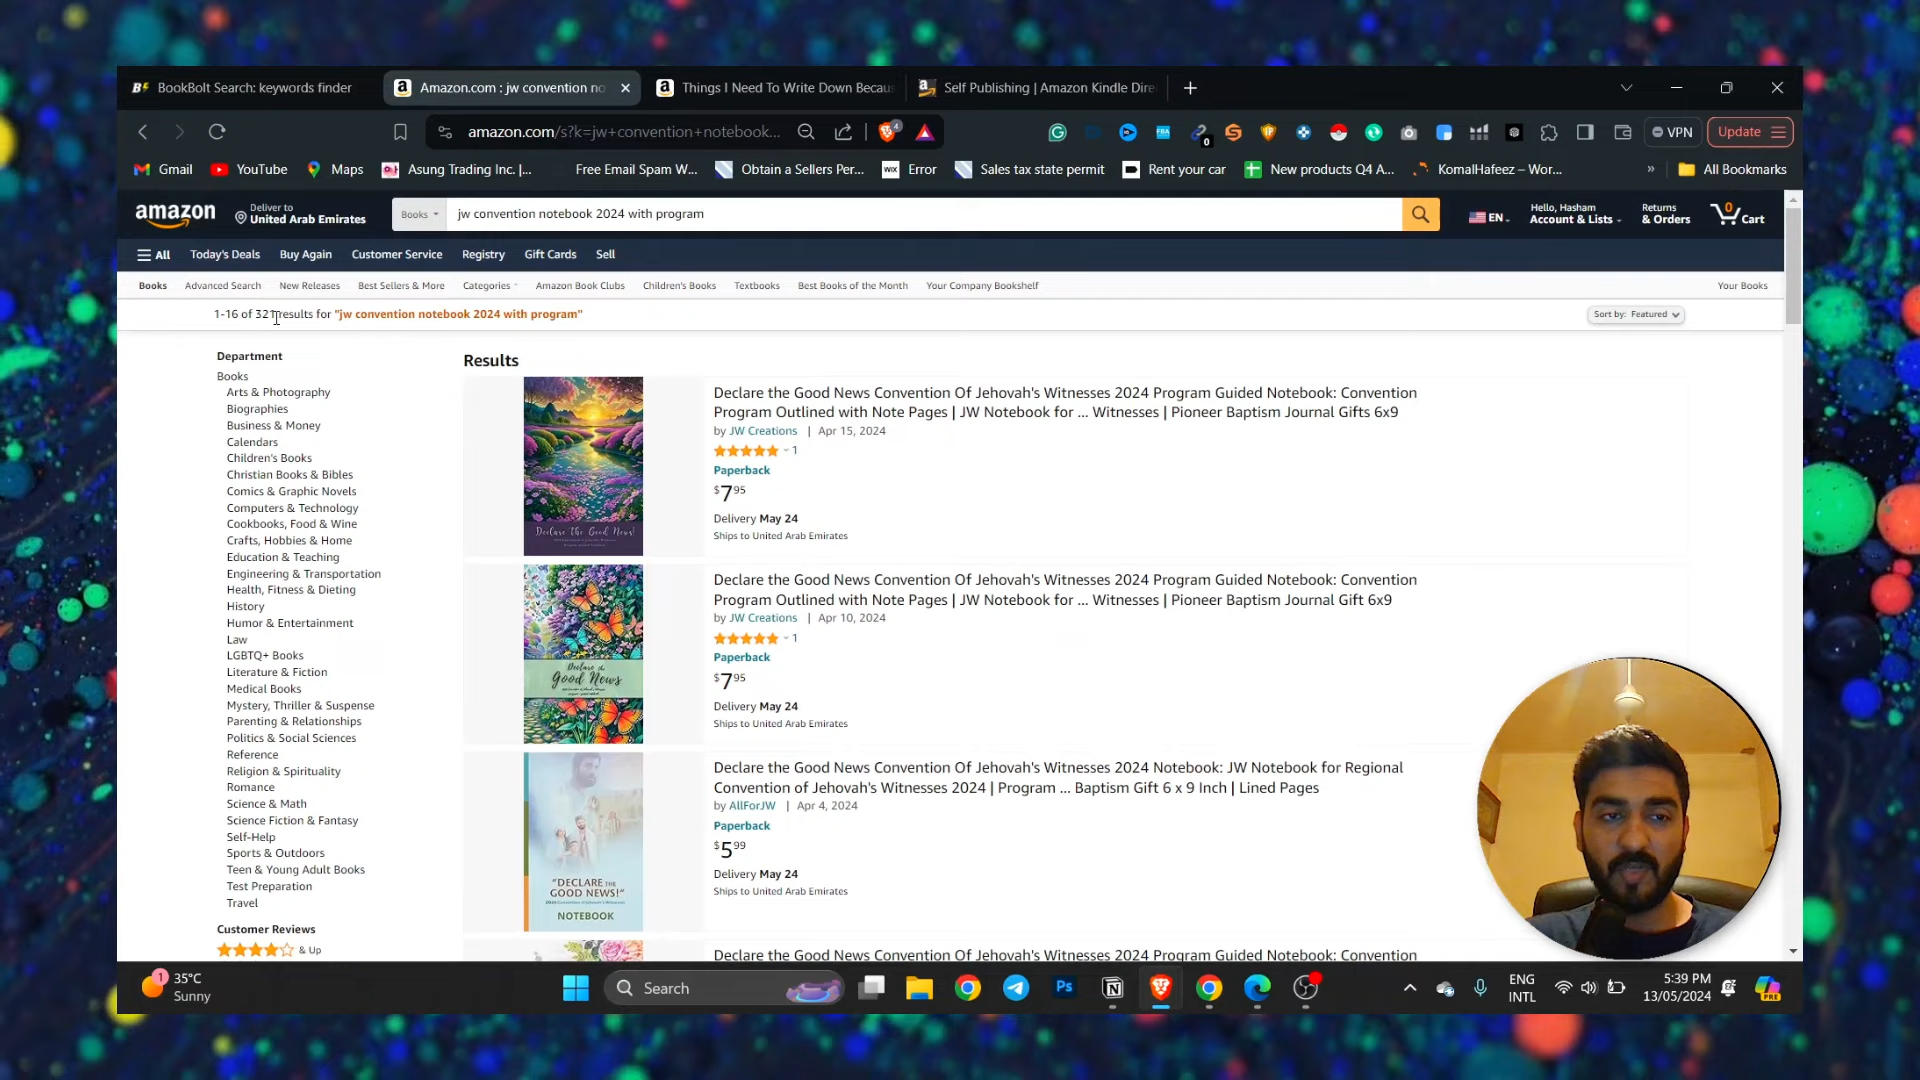 BookBolt Search: keywords finder
Amazon.com : jw convention no
Things I Need To Write Down Becau
Self Publishing | Amazon Kindle Dire
amazon.com/s?k=jw+convention+notebook...
VPN
Update
Gmail
YouTube
Maps
Asung Trading Inc. |...
Free Email Spam W...
Obtain a Sellers Per...
WIX
Error
Sales tax state permit
Rent your car
New products Q4 A...
KomalHafeez – Wor...
»
All Bookmarks
amazon
Deliver to
United Arab Emirates
Books
jw convention notebook 2024 with program
EN
Hello, Hasham
Account & Lists
Returns
& Orders
0
Cart
All
Today's Deals
Buy Again
Customer Service
Registry
Gift Cards
Sell
Books
Advanced Search
New Releases
Best Sellers & More
Categories
Amazon Book Clubs
Children's Books
Textbooks
Best Books of the Month
Your Company Bookshelf
Your Books
1-16 of 321 results for "jw convention notebook 2024 with program"
Sort by: Featured
Department
Books
Arts & Photography
Biographies
Business & Money
Calendars
Children's Books
Christian Books & Bibles
Comics & Graphic Novels
Computers & Technology
Cookbooks, Food & Wine
Crafts, Hobbies & Home
Education & Teaching
Engineering & Transportation
Health, Fitness & Dieting
History
Humor & Entertainment
Law
LGBTQ+ Books
Literature & Fiction
Medical Books
Mystery, Thriller & Suspense
Parenting & Relationships
Politics & Social Sciences
Reference
Religion & Spirituality
Romance
Science & Math
Science Fiction & Fantasy
Self-Help
Sports & Outdoors
Teen & Young Adult Books
Test Preparation
Travel
Customer Reviews
& Up
Results
Declare the Good News!
Declare the Good News Convention Of Jehovah's Witnesses 2024 Program Guided Notebook: Convention
Program Outlined with Note Pages | JW Notebook for ... Witnesses | Pioneer Baptism Journal Gifts 6x9
by JW Creations | Apr 15, 2024
1
Paperback
$7 95
Delivery May 24
Ships to United Arab Emirates
Declare the
Good News
Declare the Good News Convention Of Jehovah's Witnesses 2024 Program Guided Notebook: Convention
Program Outlined with Note Pages | JW Notebook for ... Witnesses | Pioneer Baptism Journal Gift 6x9
by JW Creations | Apr 10, 2024
1
Paperback
$7 95
Delivery May 24
Ships to United Arab Emirates
"DECLARE THE
GOOD NEWS!"
NOTEBOOK
Declare the Good News Convention Of Jehovah's Witnesses 2024 Notebook: JW Notebook for Regional
Convention of Jehovah's Witnesses 2024 | Program ... Baptism Gift 6 x 9 Inch | Lined Pages
by AllForJW | Apr 4, 2024
Paperback
$5 99
Delivery May 24
Ships to United Arab Emirates
Declare the Good News Convention Of Jehovah's Witnesses 2024 Program Guided Notebook: Convention
1
35°C
Sunny
Search
Ps
ENG
INTL
5:39 PM
13/05/2024
PRE